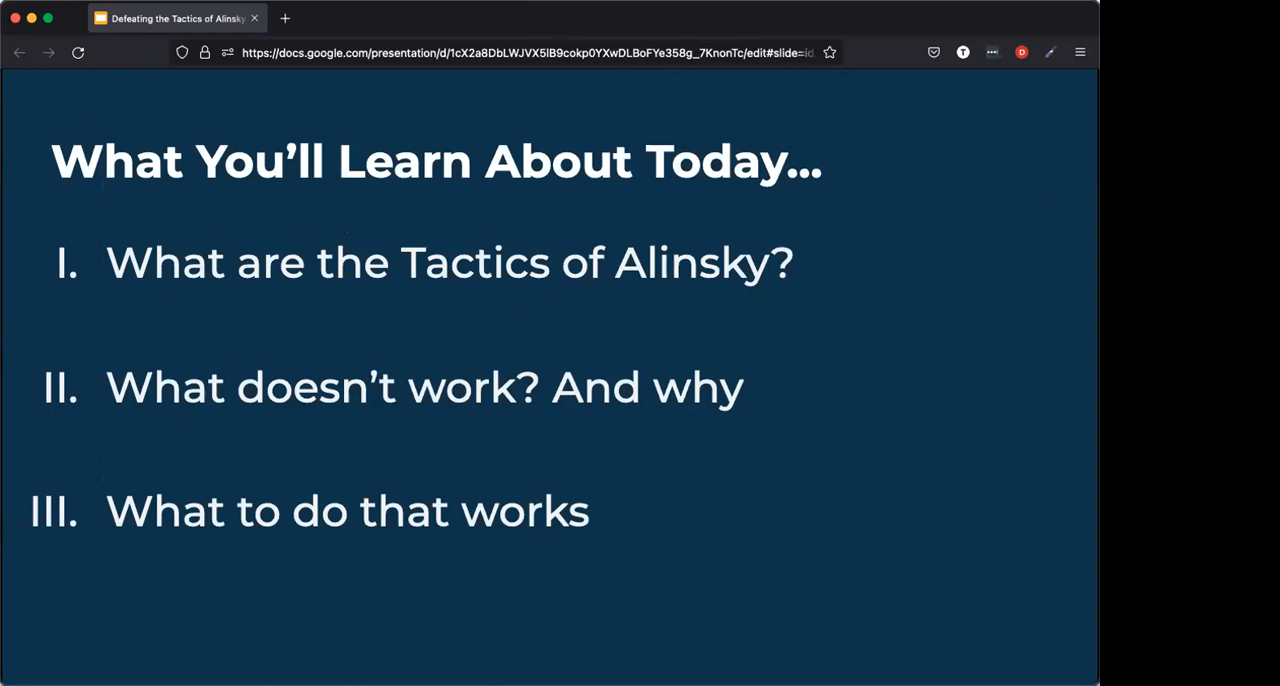 Defeating the Tactics of Alinsky
https://docs.google.com/presentation/d/1cX2a8DbLWJVX5lB9cokp0YXwDLBoFYe358g_7KnonTc/edit#slide=id.
T
D
What You’ll Learn About Today...
I. What are the Tactics of Alinsky?
II. What doesn’t work? And why
III. What to do that works